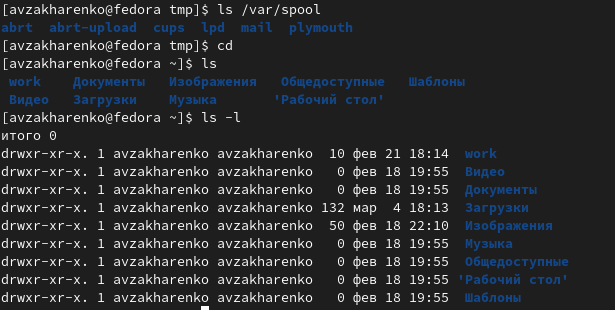 [avzakharenko@fedora tmp]$ ls /var/spool
abrt  abrt-upload  cups  lpd  mail  plymouth
[avzakharenko@fedora tmp]$ cd
[avzakharenko@fedora ~]$ ls
 work    Документы   Изображения   Общедоступные   Шаблоны
 Видео   Загрузки    Музыка       'Рабочий стол'
[avzakharenko@fedora ~]$ ls -l
итого 0
drwxr-xr-x. 1 avzakharenko avzakharenko  10 фев 21 18:14  work
drwxr-xr-x. 1 avzakharenko avzakharenko   0 фев 18 19:55  Видео
drwxr-xr-x. 1 avzakharenko avzakharenko   0 фев 18 19:55  Документы
drwxr-xr-x. 1 avzakharenko avzakharenko 132 мар  4 18:13  Загрузки
drwxr-xr-x. 1 avzakharenko avzakharenko  50 фев 18 22:10  Изображения
drwxr-xr-x. 1 avzakharenko avzakharenko   0 фев 18 19:55  Музыка
drwxr-xr-x. 1 avzakharenko avzakharenko   0 фев 18 19:55  Общедоступные
drwxr-xr-x. 1 avzakharenko avzakharenko   0 фев 18 19:55 'Рабочий стол'
drwxr-xr-x. 1 avzakharenko avzakharenko   0 фев 18 19:55  Шаблоны